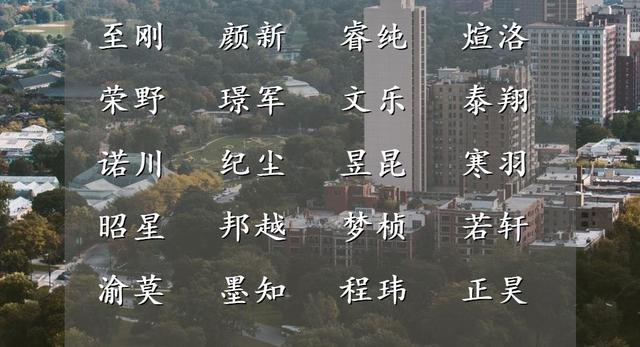 至刚 颜新 睿纯 煊洛
荣野 璟军 文乐 泰翔
诺川 纪尘 昱昆 寒羽
昭星 邦越 梦桢 若轩
渝莫 墨知 程玮 正昊